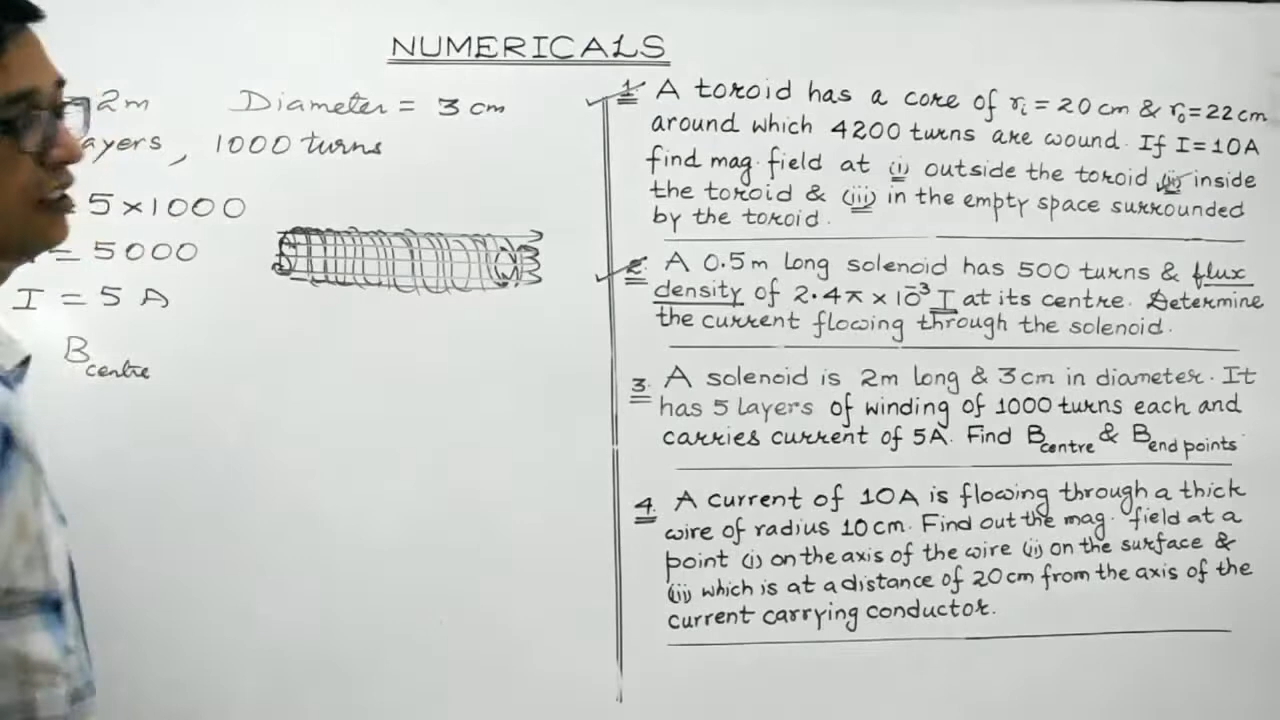 NUMERICALS
2m Diameter = 3 cm
ayers, 1000 turns
5 × 1000
= 5000
I = 5 A
B centre
1. A toroid has a core of ri = 20 cm & ro = 22 cm
around which 4200 turns are wound. If I = 10A
find mag. field at (i) outside the toroid (ii) inside
the toroid & (iii) in the empty space surrounded
by the toroid.
2. A 0.5m long solenoid has 500 turns & flux
density of 2.4π × 10⁻³ T at its centre. Determine
the current flowing through the solenoid.
3. A solenoid is 2m long & 3cm in diameter. It
has 5 layers of winding of 1000 turns each and
carries current of 5A. Find B centre & B end points
4. A current of 10A is flowing through a thick
wire of radius 10 cm. Find out the mag. field at a
point (i) on the axis of the wire (ii) on the surface &
(iii) which is at a distance of 20 cm from the axis of the
current carrying conductor.